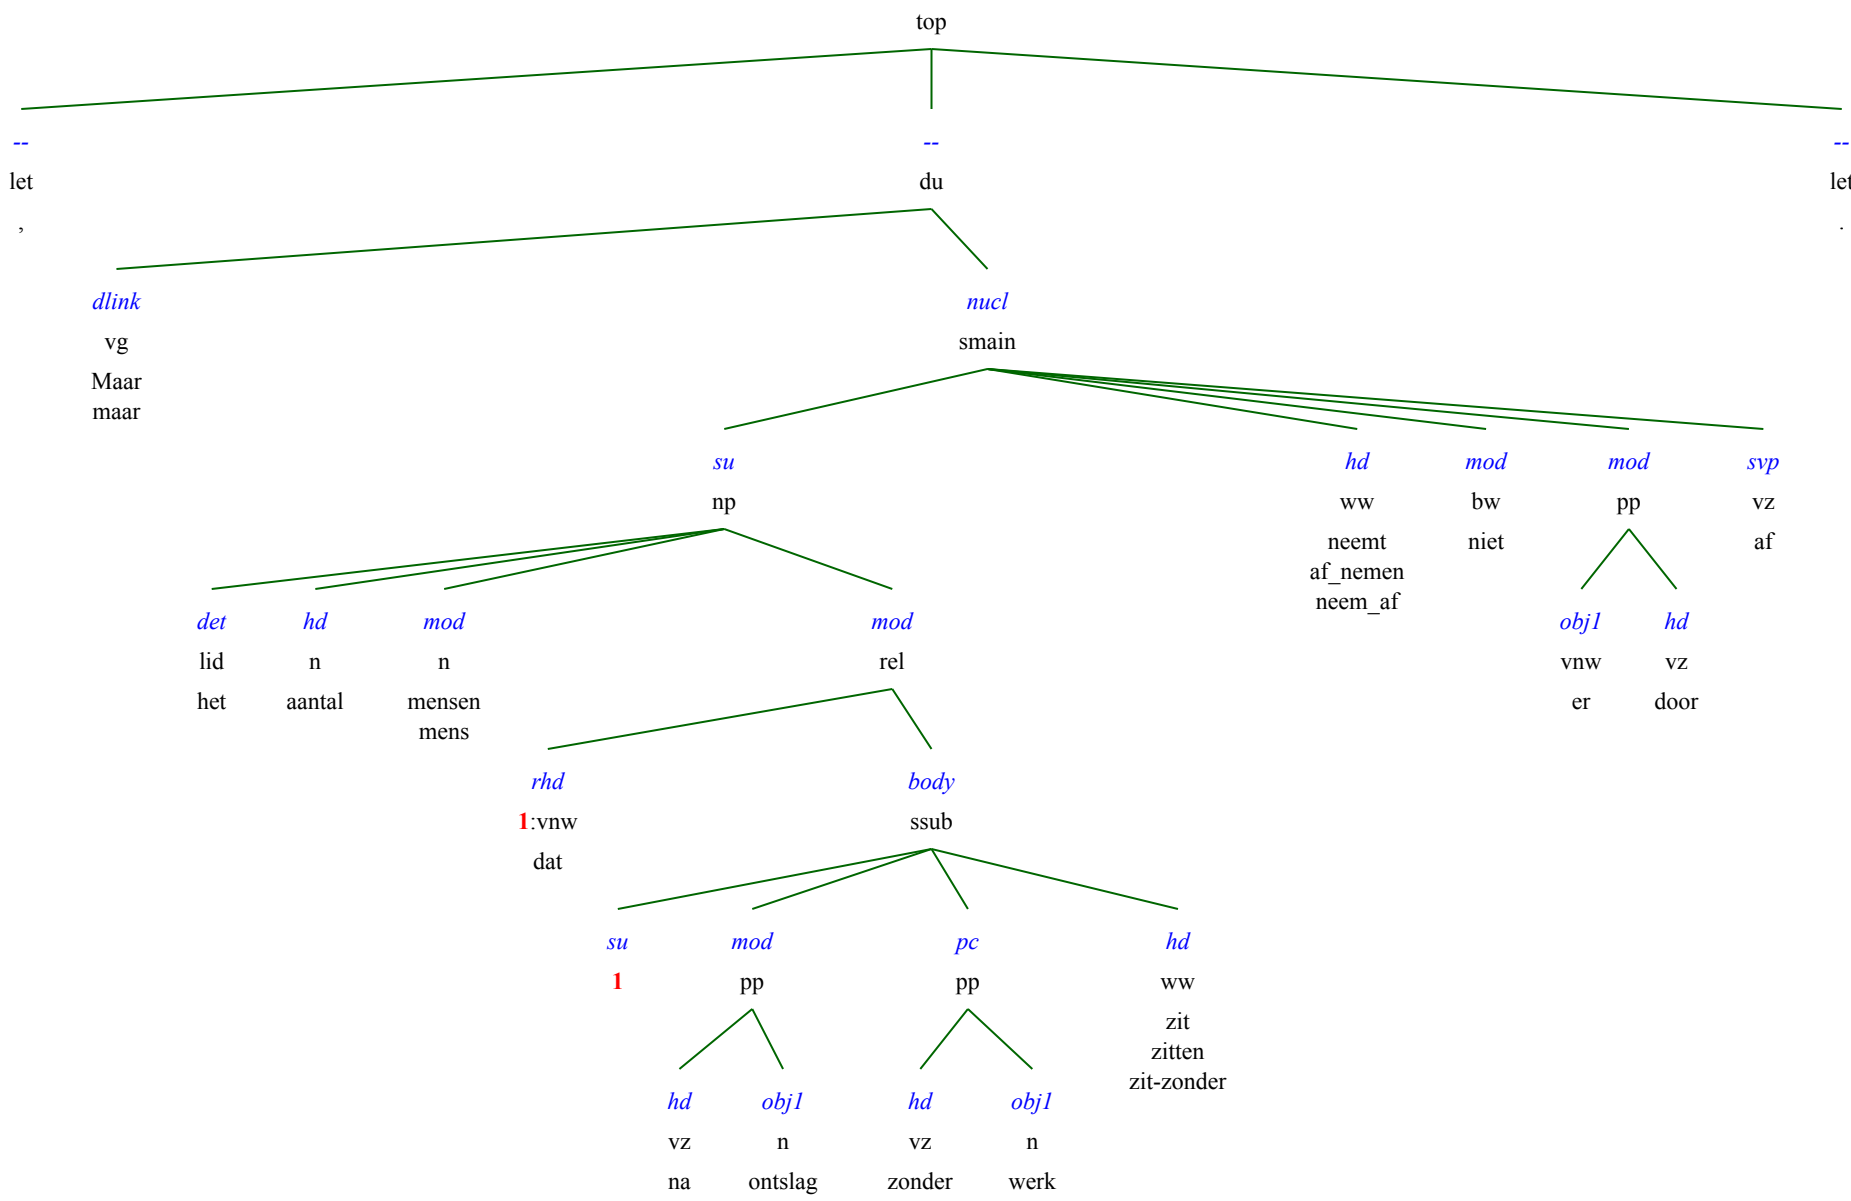 top
-- -- --
let du let
, .
dlink nucl
vg smain
Maar
maar
su hd mod mod svp
np ww bw pp vz
neemt niet af
af_nemen
neem_af
det hd mod mod obj1 hd
lid n n rel vnw vz
het aantal mensen er door
mens
rhd body
1:vnw ssub
dat
su mod pc hd
1 pp pp ww
zit
zitten
zit-zonder
hd obj1 hd obj1
vz n vz n
na ontslag zonder werk